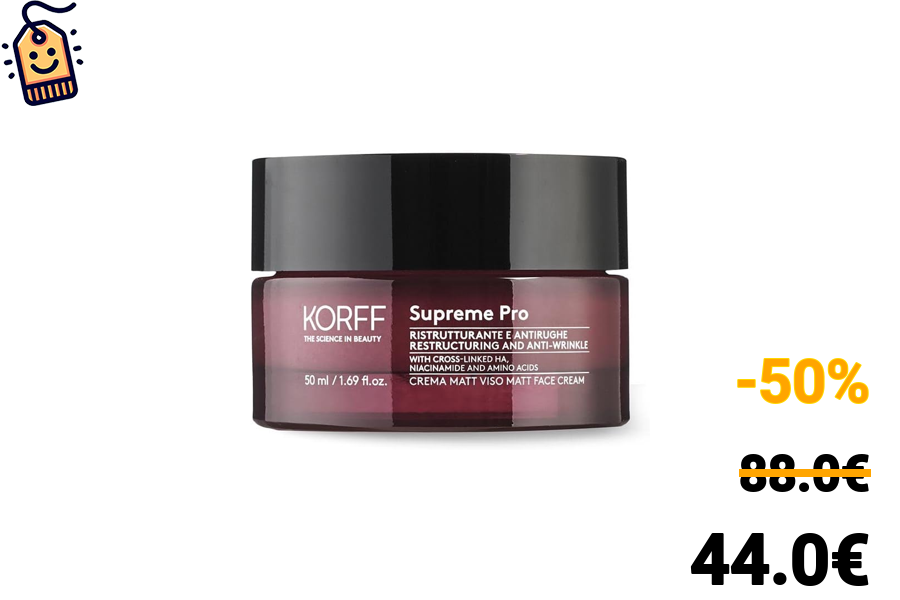 KORFF
THE SCIENCE IN BEAUTY
50 ml / 1.69 fl.oz.
Supreme Pro
RISTRUTTURANTE E ANTIRUGHE
RESTRUCTURING AND ANTI-WRINKLE
WITH CROSS-LINKED HA,
NIACINAMIDE AND AMINO ACIDS
CREMA MATT VISO MATT FACE CREAM
-50%
88.0€
44.0€